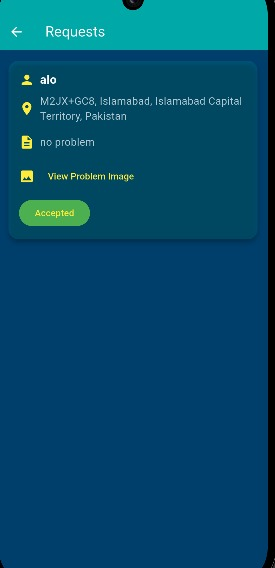 Requests
alo
M2JX+GC8, Islamabad, Islamabad Capital
Territory, Pakistan
no problem
View Problem Image
Accepted